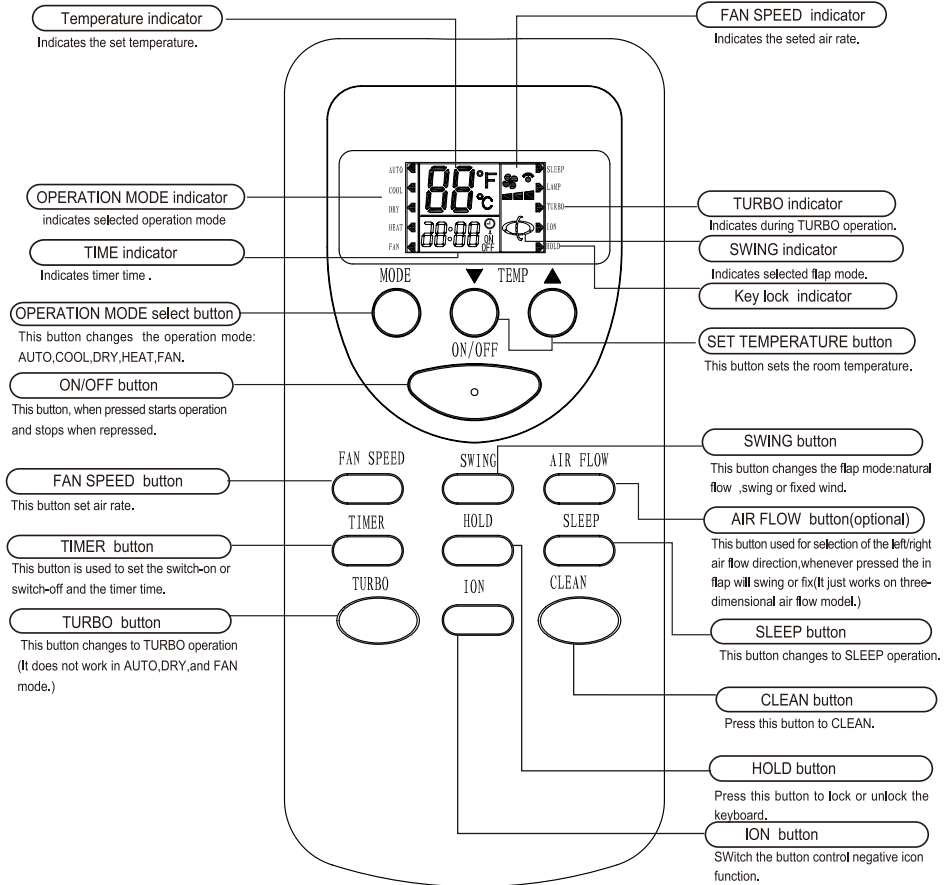 Temperature indicator
Indicates the set temperature.
FAN SPEED indicator
Indicates the seted air rate.
AUTO
COOL
DRY
HEAT
FAN
88
°F
°C
88:88
ON
OFF
SLEEP
LAMP
TURBO
ION
HOLD
OPERATION MODE indicator
indicates selected operation mode
TIME indicator
Indicates timer time .
OPERATION MODE select button
This button changes the operation mode:
AUTO,COOL,DRY,HEAT,FAN.
ON/OFF button
This button, when pressed starts operation
and stops when repressed.
FAN SPEED button
This button set air rate.
TIMER button
This button is used to set the switch-on or
switch-off and the timer time.
TURBO button
This button changes to TURBO operation
(It does not work in AUTO,DRY,and FAN
mode.)
MODE
▼ TEMP ▲
ON/OFF
FAN SPEED SWING AIR FLOW
TIMER HOLD SLEEP
TURBO ION CLEAN
TURBO indicator
Indicates during TURBO operation.
SWING indicator
Indicates selected flap mode.
Key lock indicator
SET TEMPERATURE button
This button sets the room temperature.
SWING button
This button changes the flap mode:natural
flow ,swing or fixed wind.
AIR FLOW button(optional)
This button used for selection of the left/right
air flow direction,whenever pressed the in
flap will swing or fix(It just works on three-
dimensional air flow model.)
SLEEP button
This button changes to SLEEP operation.
CLEAN button
Press this button to CLEAN.
HOLD button
Press this button to lock or unlock the
keyboard.
ION button
SWitch the button control negative icon
function.